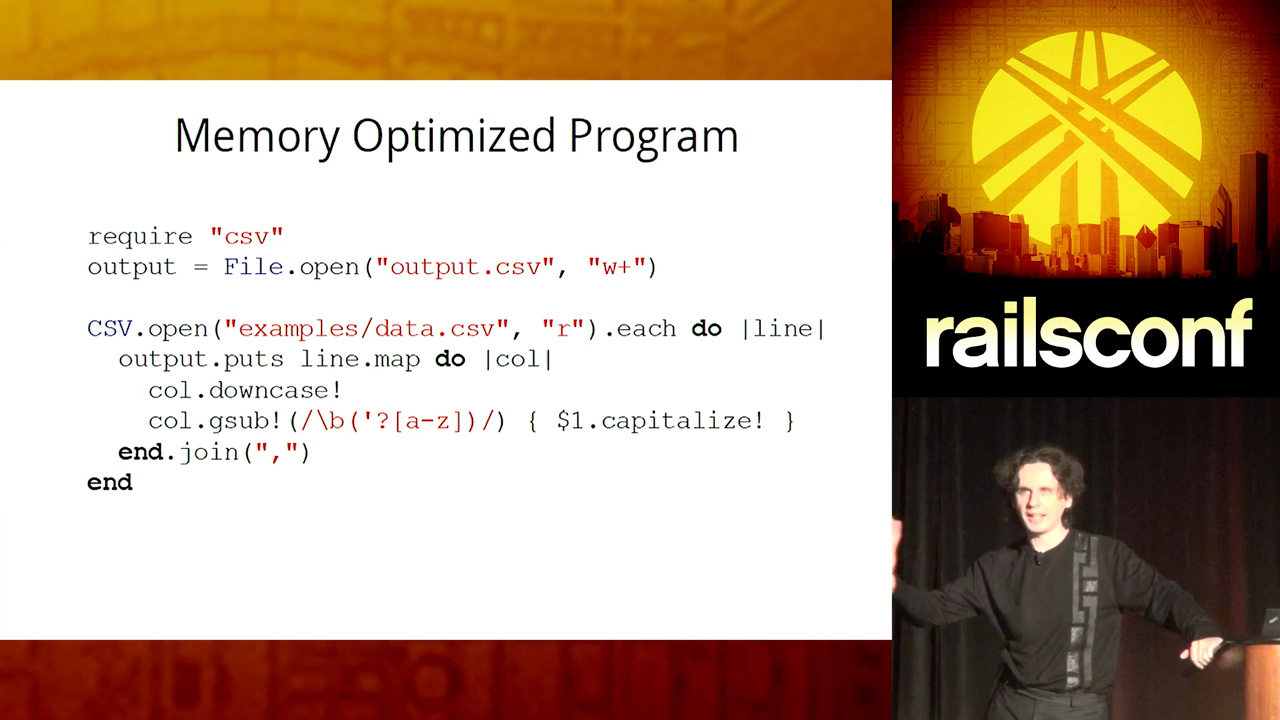 Memory Optimized Program
require "csv"
output = File.open("output.csv", "w+")
CSV.open("examples/data.csv", "r").each do |line|
  output.puts line.map do |col|
    col.downcase!
    col.gsub!(/\b('?[a-z])/) { $1.capitalize! }
  end.join(",")
end
railsconf